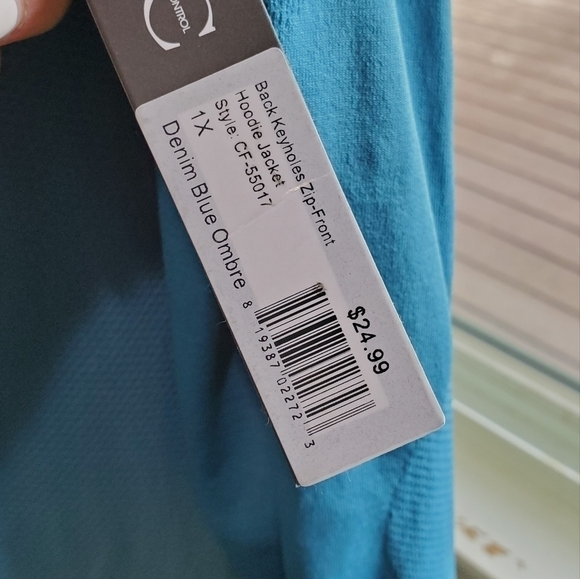 CONTROL
Back Keyholes Zip-Front
Hoodie Jacket
Style: CF-55017
1X
Denim Blue Ombre
$24.99
8 19387 02272 3